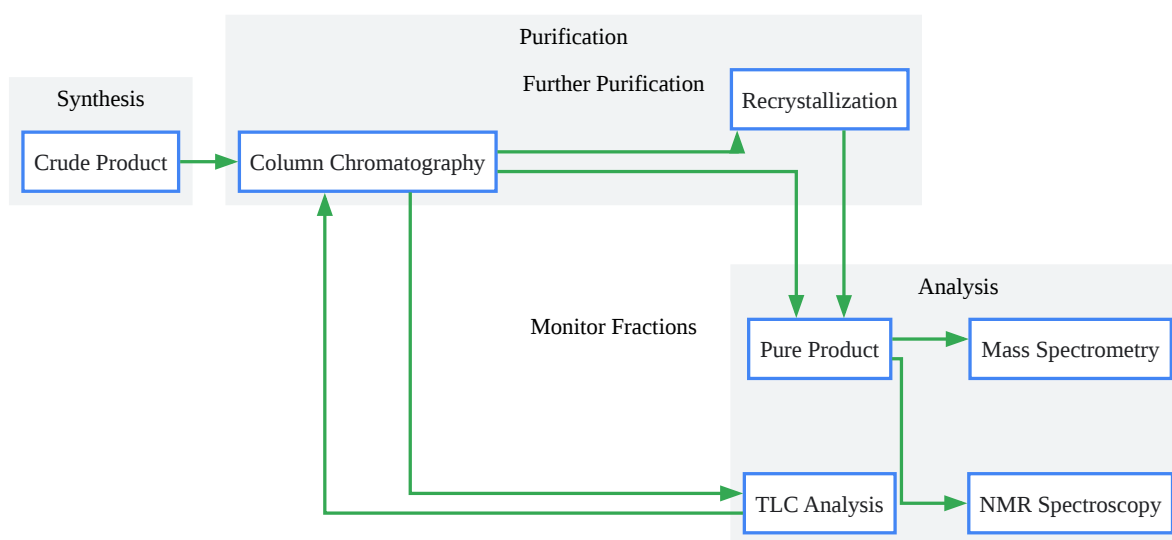 Purification
Further Purification
Synthesis
Recrystallization
Crude Product
Column Chromatography
Analysis
Monitor Fractions
Pure Product
Mass Spectrometry
TLC Analysis
NMR Spectroscopy